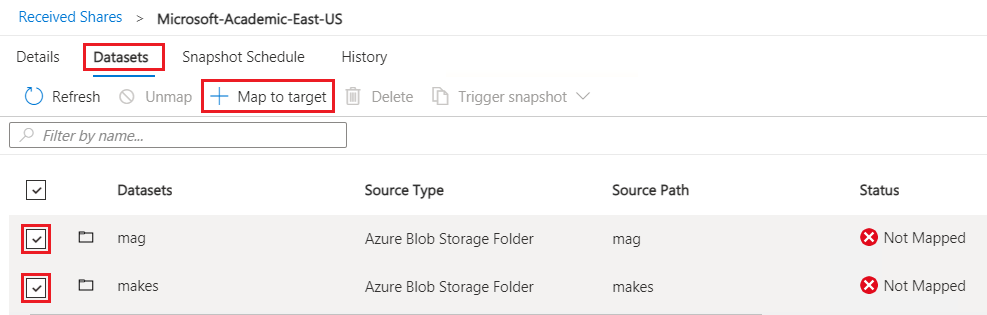 Received Shares > Microsoft-Academic-East-US
Details Datasets Snapshot Schedule History
Refresh Unmap Map to target Delete Trigger snapshot
Filter by name...
Datasets Source Type Source Path Status
mag Azure Blob Storage Folder mag Not Mapped
makes Azure Blob Storage Folder makes Not Mapped